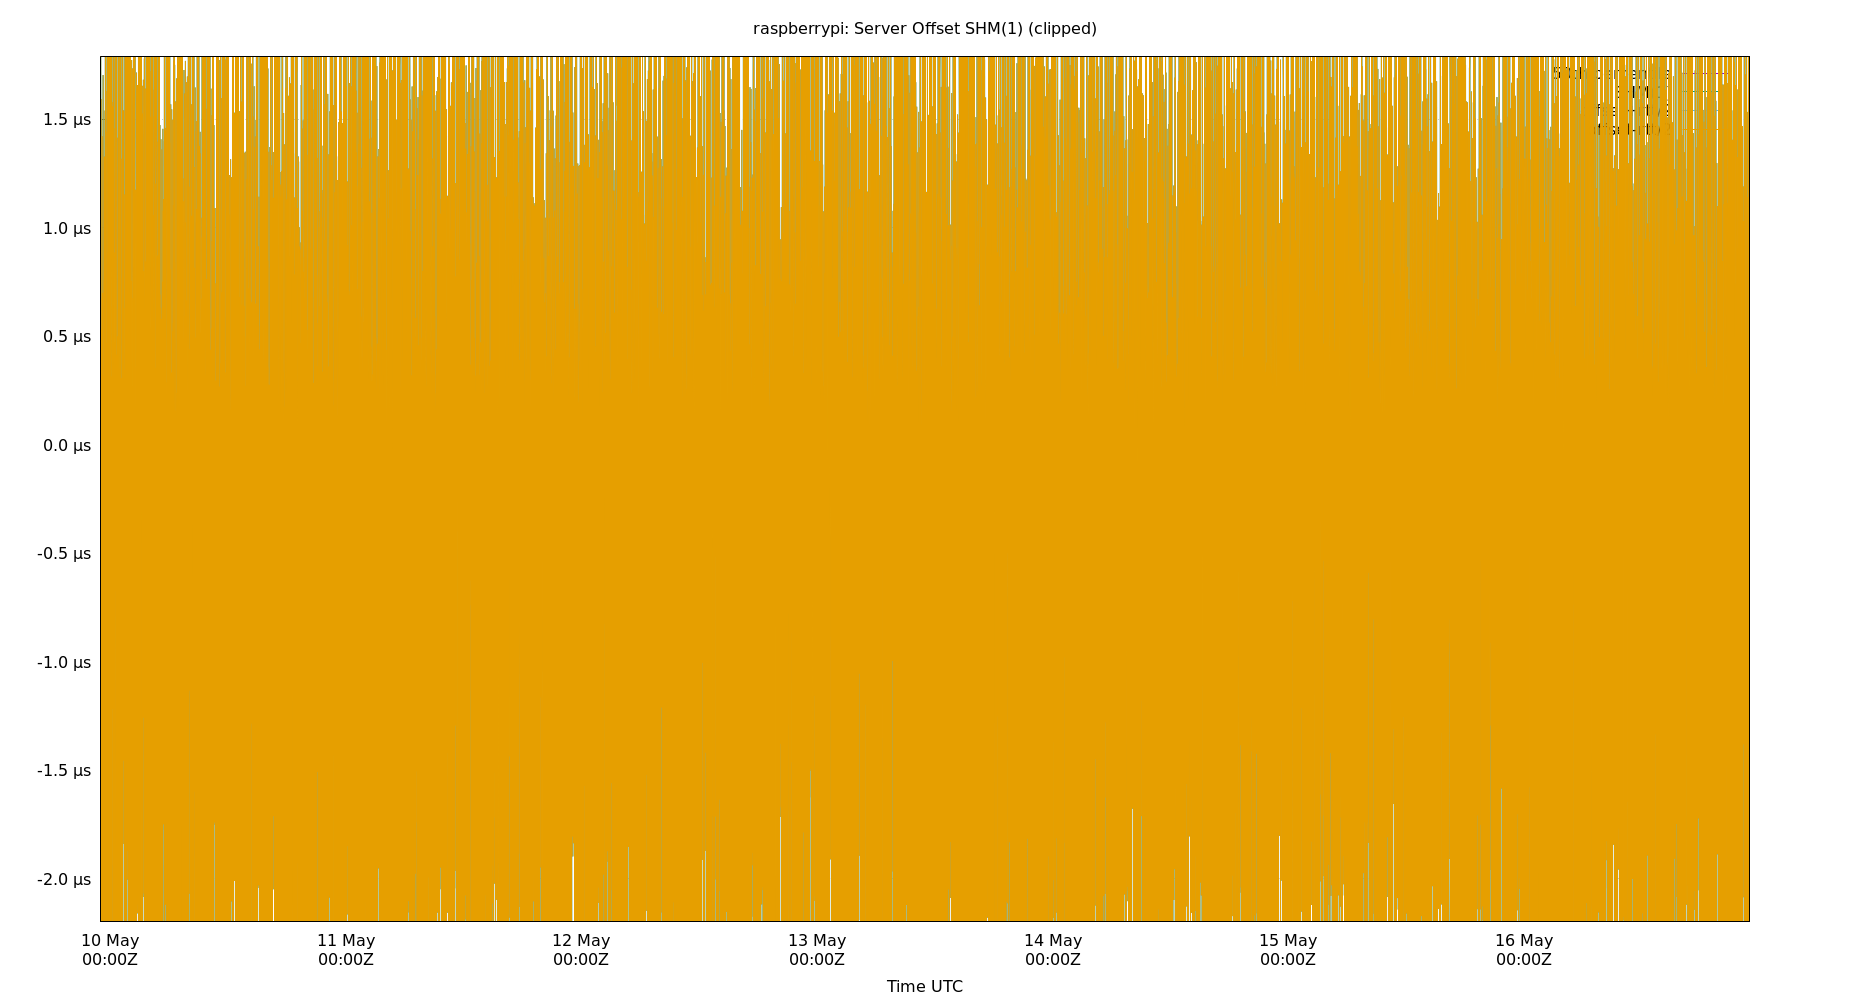 raspberrypi: Server Offset SHM(1) (clipped)
1.5 µs
1.0 µs
0.5 µs
0.0 µs
-0.5 µs
-1.0 µs
-1.5 µs
-2.0 µs
10 May 11 May 12 May 13 May 14 May 15 May 16 May
00:00Z 00:00Z 00:00Z 00:00Z 00:00Z 00:00Z 00:00Z
Time UTC